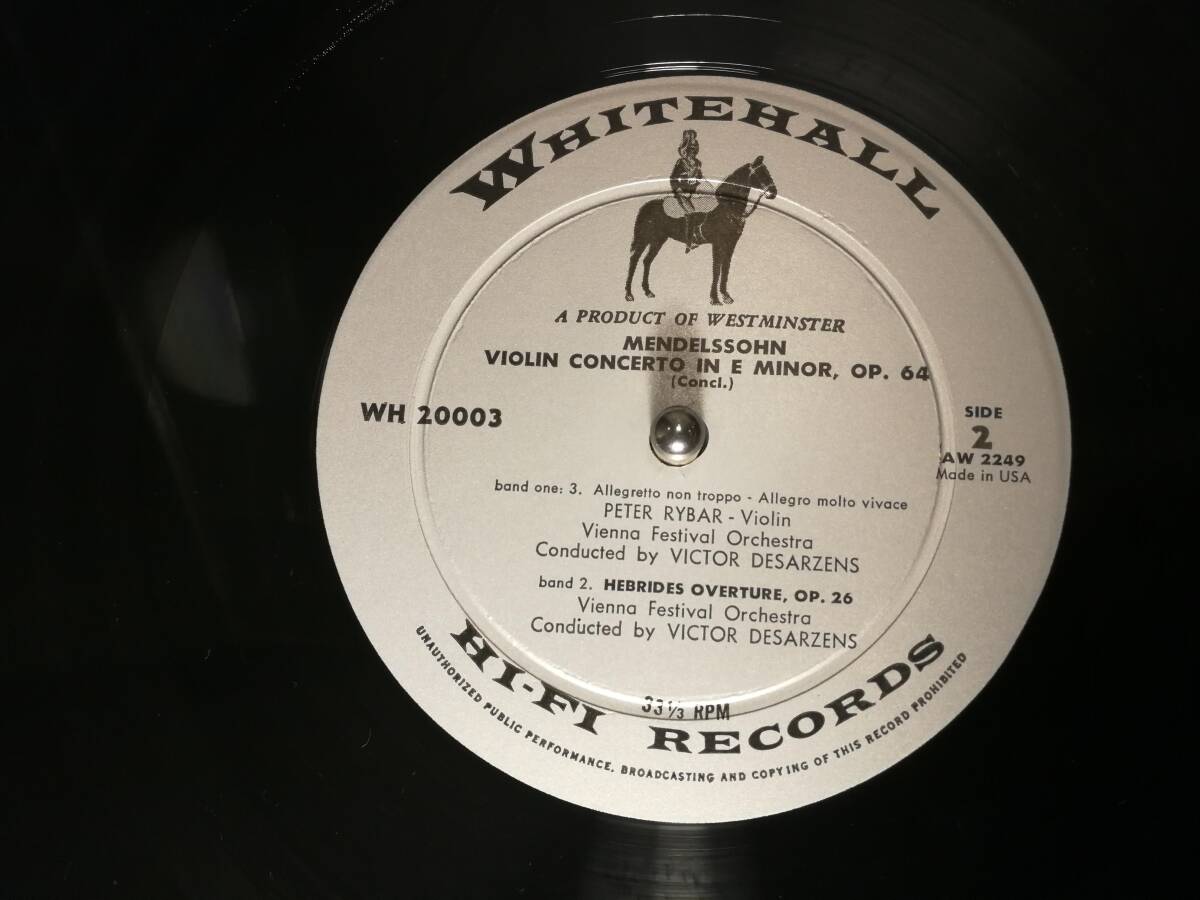 WHITEHALL
A PRODUCT OF WESTMINSTER
MENDELSSOHN
VIOLIN CONCERTO IN E MINOR, OP. 64
(Concl.)
WH 20003
SIDE
2
AW 2249
Made in USA
band one: 3. Allegretto non troppo - Allegro molto vivace
PETER RYBAR - Violin
Vienna Festival Orchestra
Conducted by VICTOR DESARZENS
band 2. HEBRIDES OVERTURE, OP. 26
Vienna Festival Orchestra
Conducted by VICTOR DESARZENS
33 1/3 RPM
HI-FI RECORDS
UNAUTHORIZED PUBLIC PERFORMANCE, BROADCASTING AND COPYING OF THIS RECORD PROHIBITED